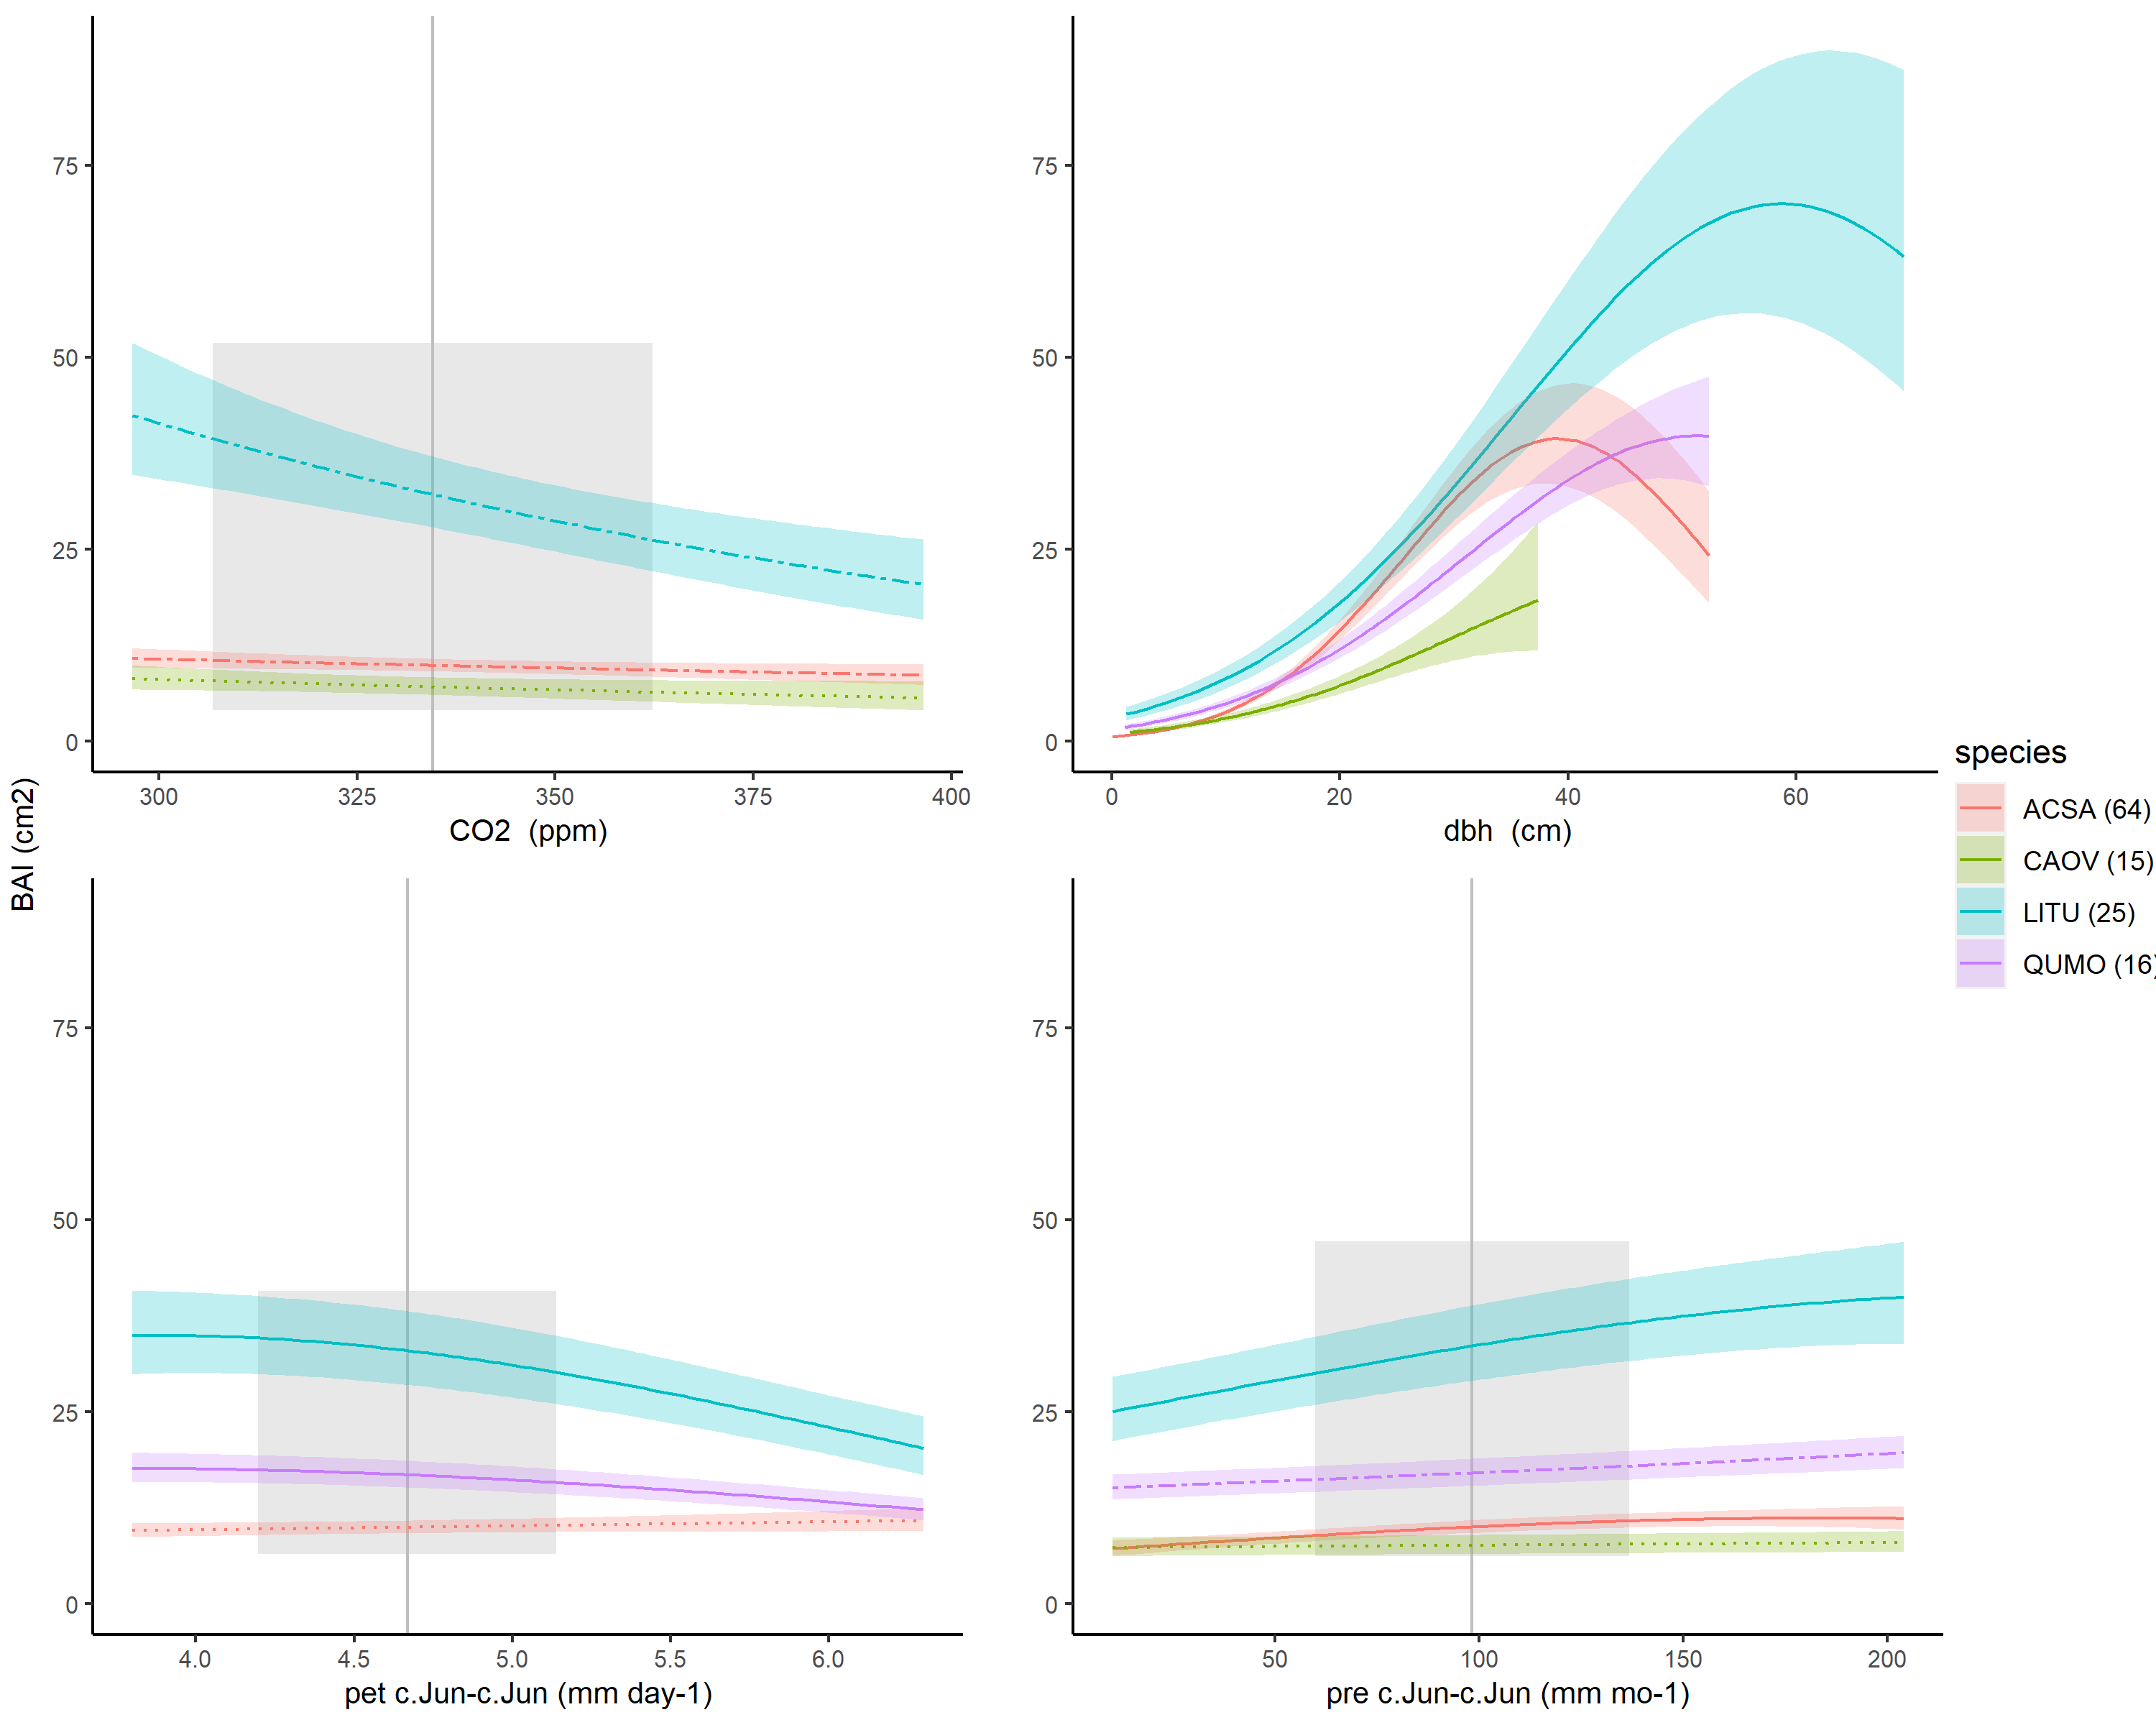 75
50
25
0
300 325 350 375 400
CO2 (ppm)
75
50
25
0
0 20 40 60
dbh (cm)
BAI (cm2)
species
ACSA (64)
CAOV (15)
LITU (25)
QUMO (16)
75
50
25
0
4.0 4.5 5.0 5.5 6.0
pet c.Jun-c.Jun (mm day-1)
75
50
25
0
50 100 150 200
pre c.Jun-c.Jun (mm mo-1)